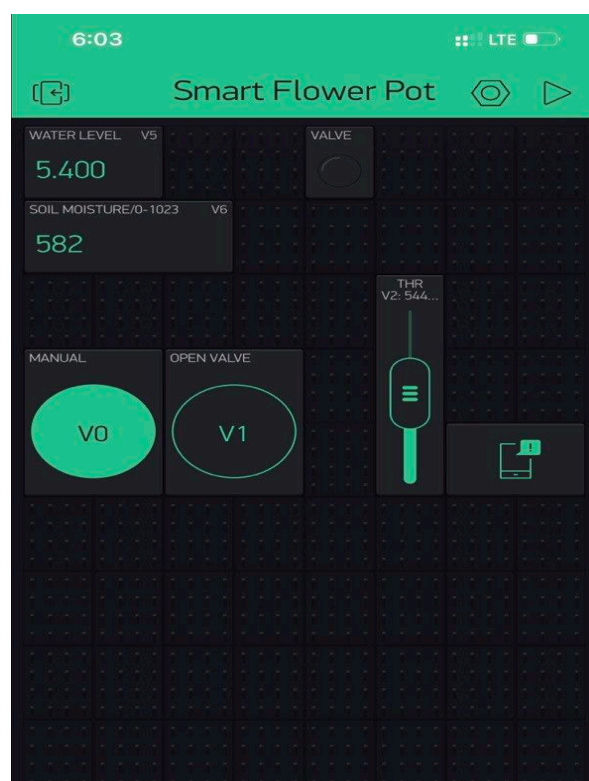 6:03 LTE
Smart Flower Pot
WATER LEVEL V5 VALVE
5.400
SOIL MOISTURE/0-1023 V6
582
THR
V2: 544...
MANUAL OPEN VALVE
V0 V1
!